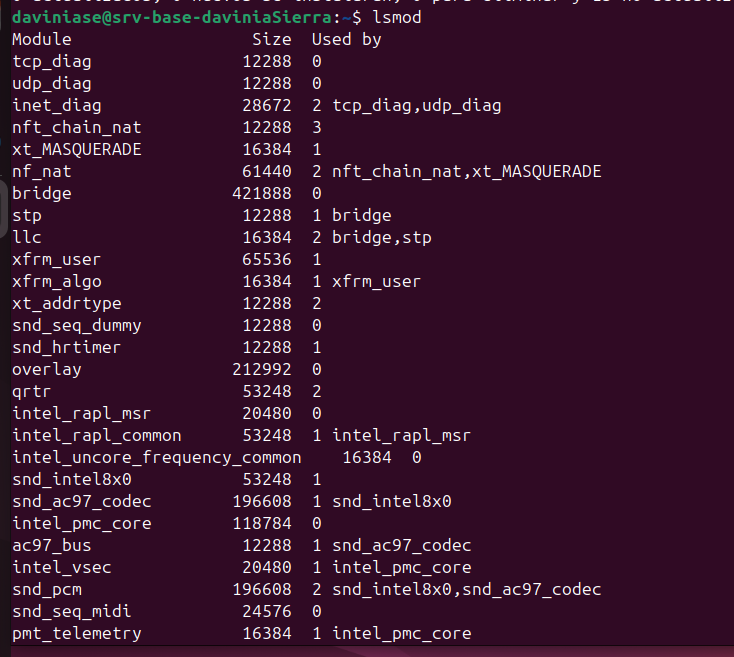 daviniase@srv-base-daviniaSierra:~$ lsmod
Module                  Size  Used by
tcp_diag               12288  0
udp_diag               12288  0
inet_diag              28672  2 tcp_diag,udp_diag
nft_chain_nat          12288  3
xt_MASQUERADE          16384  1
nf_nat                 61440  2 nft_chain_nat,xt_MASQUERADE
bridge                421888  0
stp                    12288  1 bridge
llc                    16384  2 bridge,stp
xfrm_user              65536  1
xfrm_algo              16384  1 xfrm_user
xt_addrtype            12288  2
snd_seq_dummy          12288  0
snd_hrtimer            12288  1
overlay               212992  0
qrtr                   53248  2
intel_rapl_msr         20480  0
intel_rapl_common      53248  1 intel_rapl_msr
intel_uncore_frequency_common    16384  0
snd_intel8x0           53248  1
snd_ac97_codec        196608  1 snd_intel8x0
intel_pmc_core        118784  0
ac97_bus               12288  1 snd_ac97_codec
intel_vsec             20480  1 intel_pmc_core
snd_pcm               196608  2 snd_intel8x0,snd_ac97_codec
snd_seq_midi           24576  0
pmt_telemetry          16384  1 intel_pmc_core